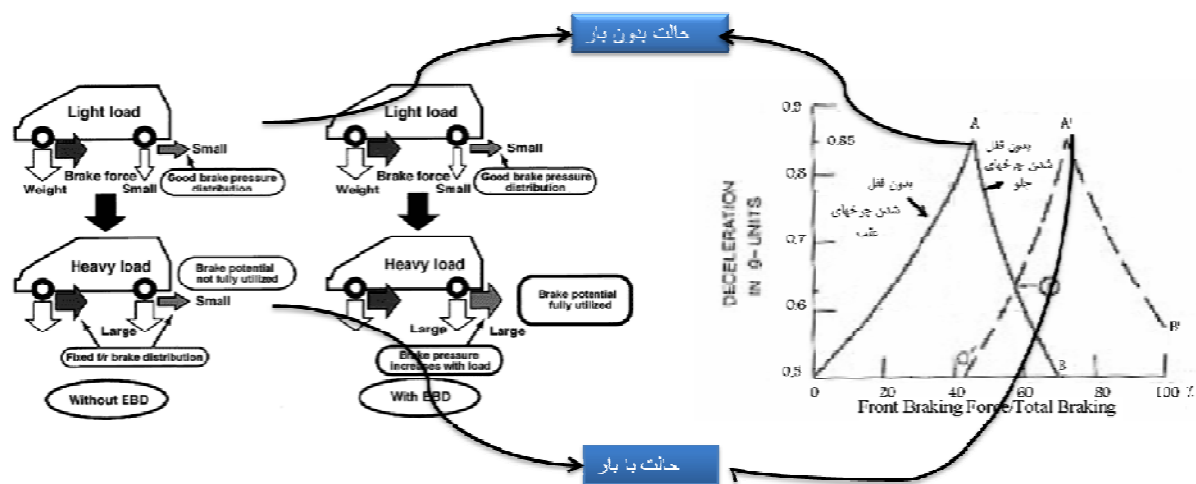 حالت بدون بار
Light load
Small
Weight
Brake force
Small
Good brake pressure
distribution
Heavy load
Brake potential
not fully utilized
Small
Large
Fixed f/r brake distribution
Without EBD
Light load
Small
Weight
Brake force
Small
Good brake pressure
distribution
Heavy load
Brake potential
fully utilized
Large
Large
Brake pressure
increases with load
With EBD
DECELERATION
IN g-UNITS
0.9
0.85
0.8
0.7
0.6
0.5
A
A'
بدون قفل
شدن چرخهای
جلو
بدون قفل
شدن چرخهای
عقب
B'
B
0
20
40
60
80
100 %
Front Braking Force/Total Braking
حالت با بار